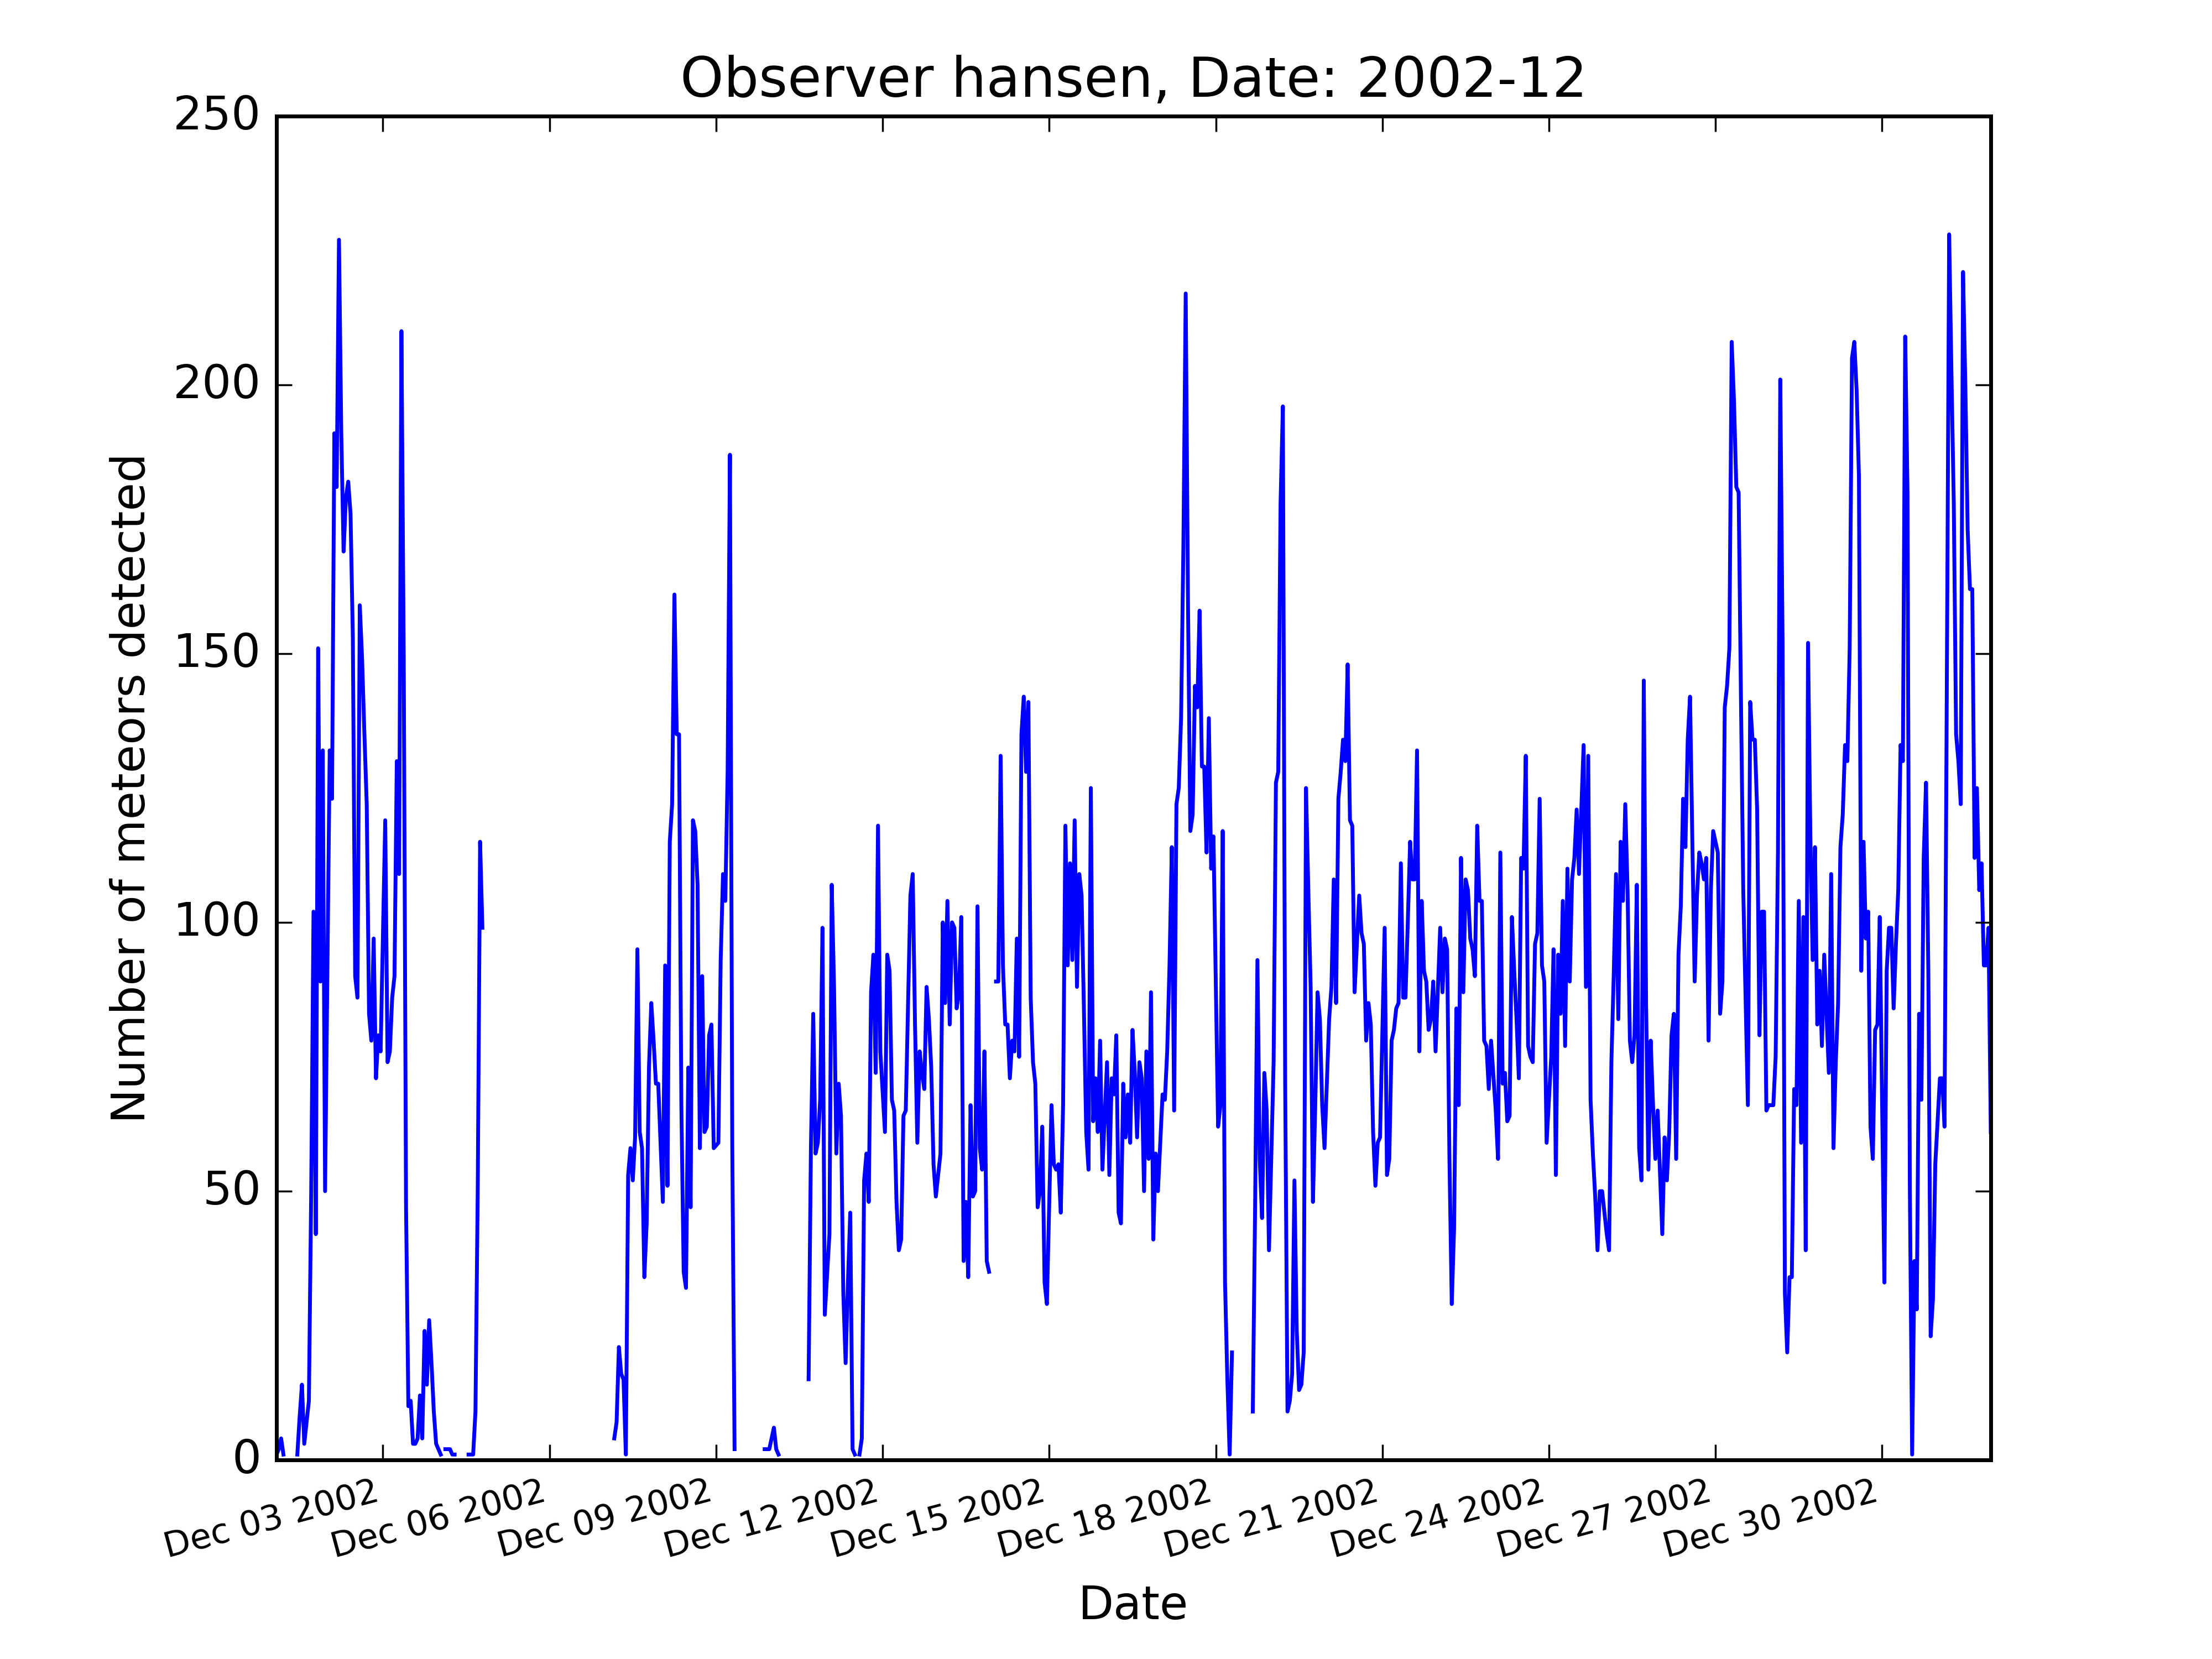 Observer hansen, Date: 2002-12
250
200
150
100
50
0
Number of meteors detected
Dec 03 2002
Dec 06 2002
Dec 09 2002
Dec 12 2002
Dec 15 2002
Dec 18 2002
Dec 21 2002
Dec 24 2002
Dec 27 2002
Dec 30 2002
Date